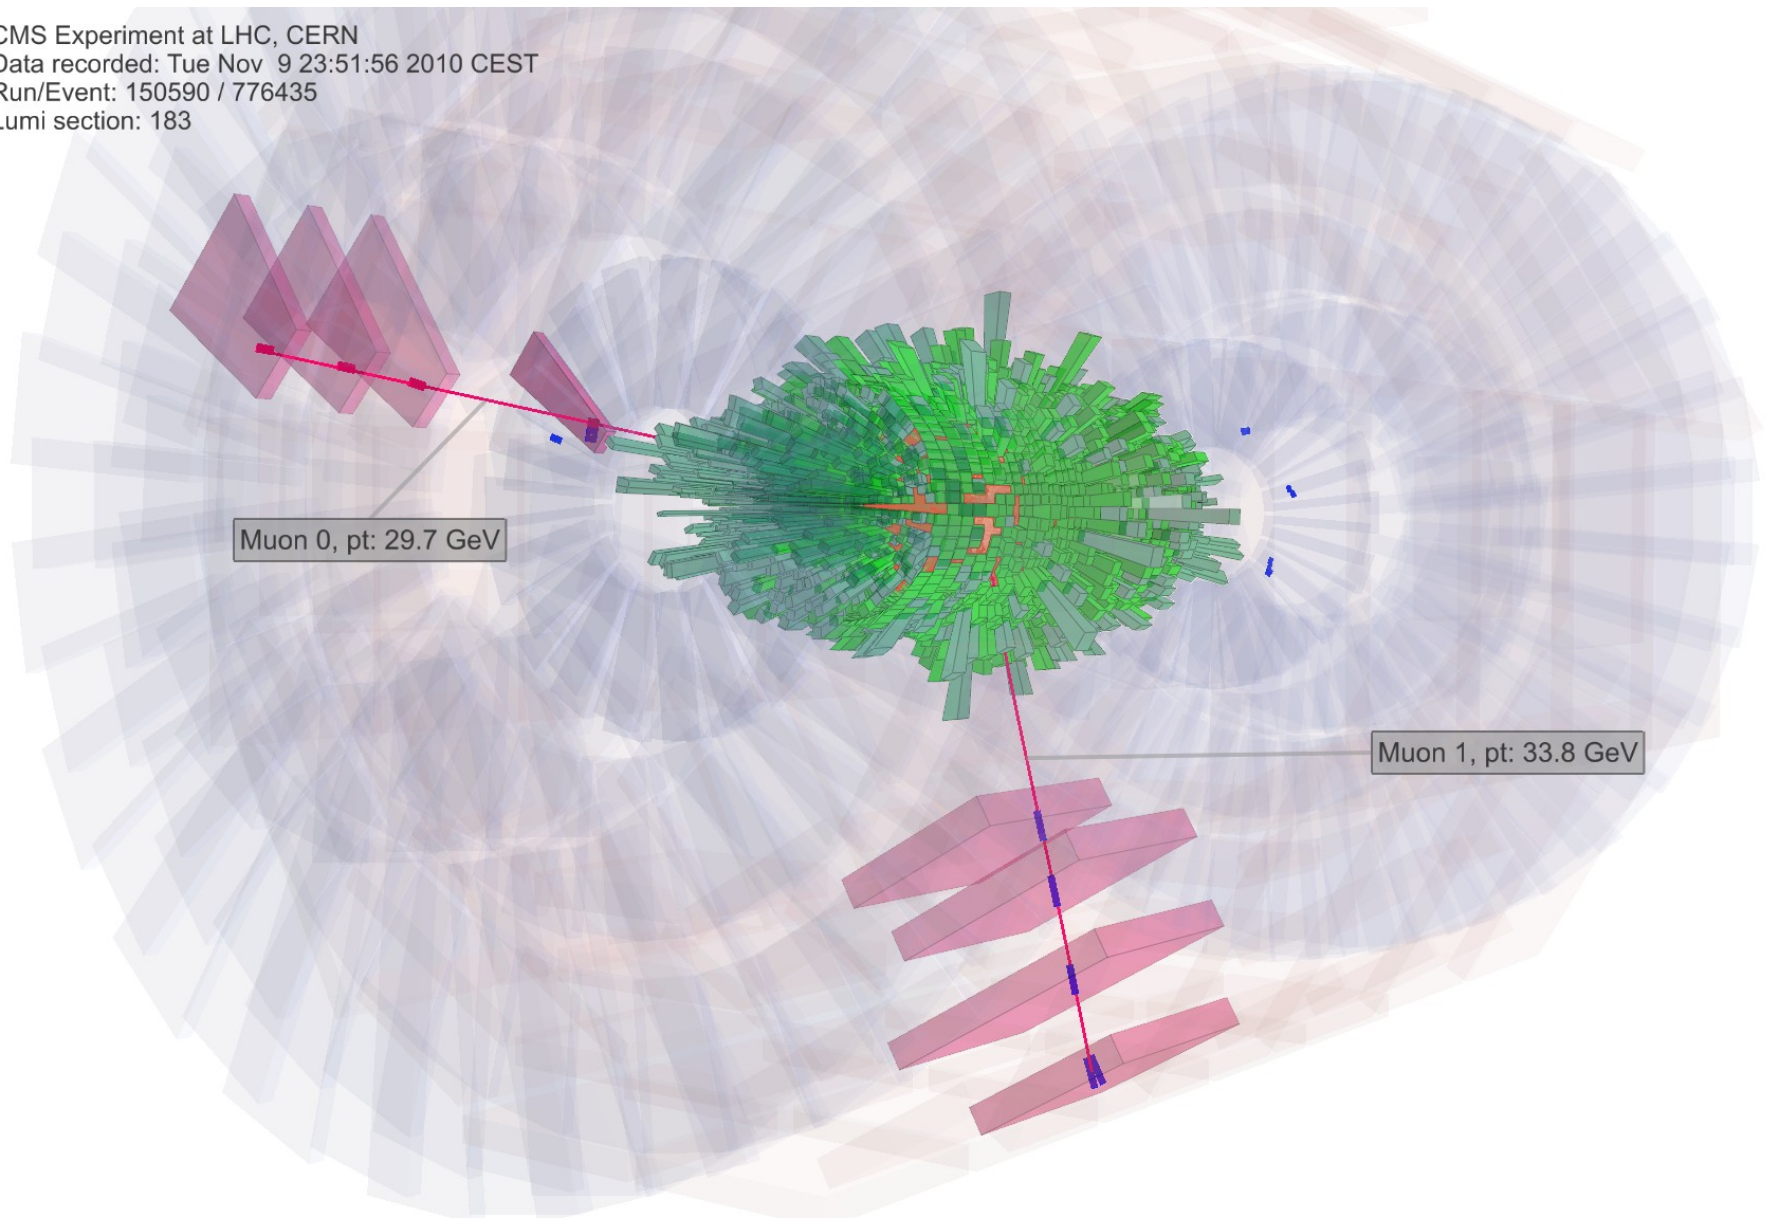 CMS Experiment at LHC, CERN
Data recorded: Tue Nov 9 23:51:56 2010 CEST
Run/Event: 150590 / 776435
Lumi section: 183
Muon 0, pt: 29.7 GeV
Muon 1, pt: 33.8 GeV